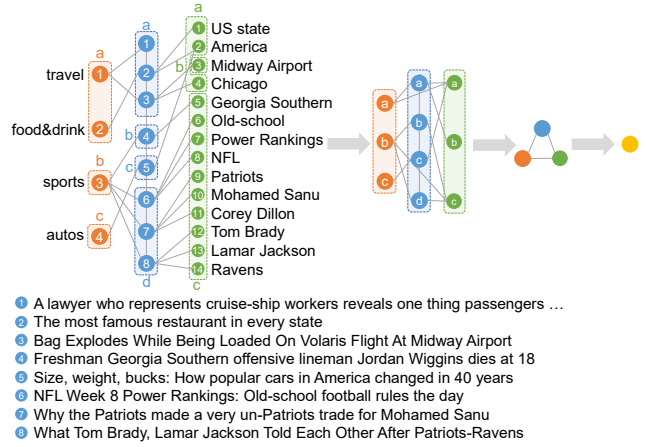 a
a
a
1 US state
travel 1 1 2 America
2 b 3 Midway Airport
3 4 Chicago
food&drink 2 b 4 5 Georgia Southern
6 Old-school
b c 5 7 Power Rankings
sports 3 8 NFL
6 9 Patriots
c 10 Mohamed Sanu
autos 4 7 11 Corey Dillon
12 Tom Brady
8 13 Lamar Jackson
d 14 Ravens
c
a a
a
b
b b
c
c
d c
1 A lawyer who represents cruise-ship workers reveals one thing passengers …
2 The most famous restaurant in every state
3 Bag Explodes While Being Loaded On Volaris Flight At Midway Airport
4 Freshman Georgia Southern offensive lineman Jordan Wiggins dies at 18
5 Size, weight, bucks: How popular cars in America changed in 40 years
6 NFL Week 8 Power Rankings: Old-school football rules the day
7 Why the Patriots made a very un-Patriots trade for Mohamed Sanu
8 What Tom Brady, Lamar Jackson Told Each Other After Patriots-Ravens